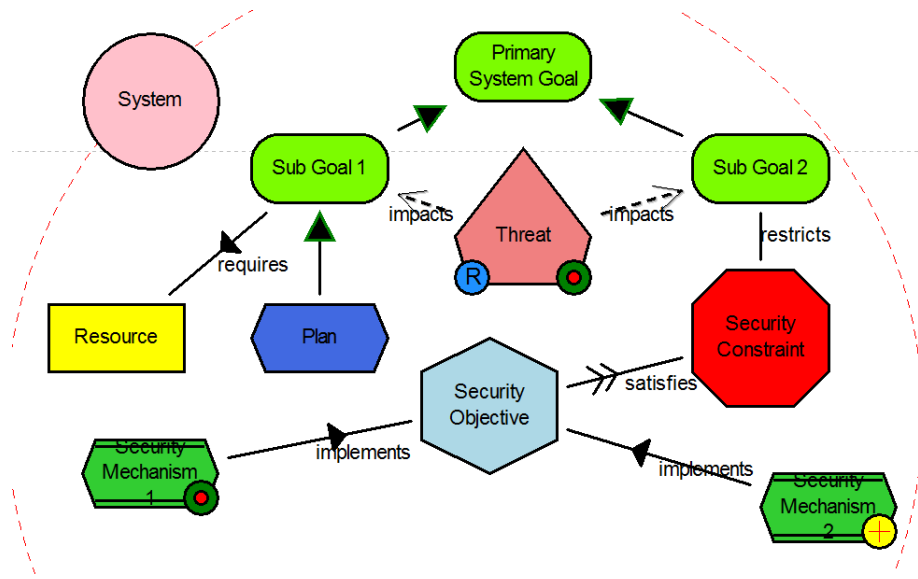 Primary
System Goal
System
Sub Goal 1
Sub Goal 2
impacts
impacts
Threat
restricts
requires
R
Resource
Plan
Security
Constraint
Security
Objective
satisfies
Security
Mechanism
1
implements
implements
Security
Mechanism
2